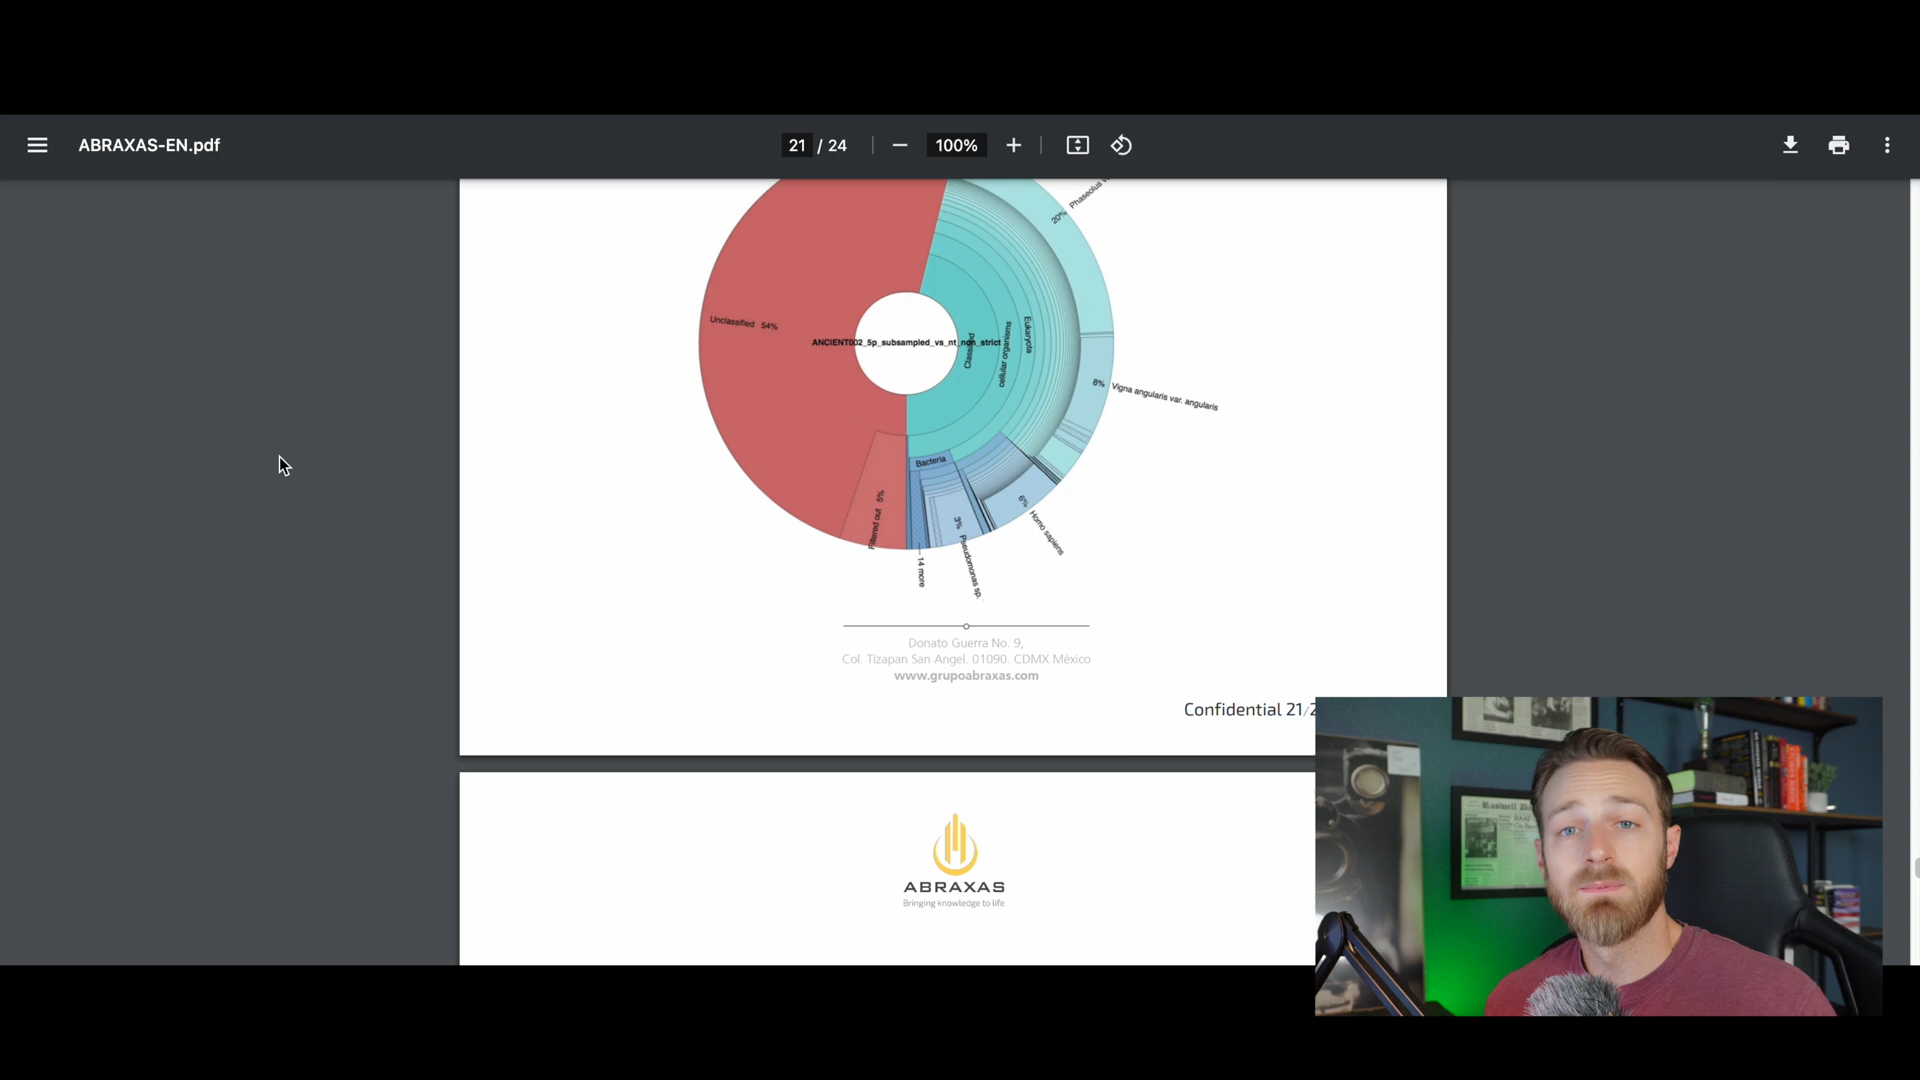 ABRAXAS-EN.pdf
21 / 24
100%
20%
Unclassified 54%
ANCIENT002_5p_subsampled_vs_nt_non_strict
cellular organisms
Eukaryota
8% Vigna angularis var. angularis
Bacteria
Filtered out 5%
14 more
3% Pseudomonas sp.
6% Homo sapiens
Donato Guerra No. 9,
Col. Tizapan San Angel. 01090. CDMX México
www.grupoabraxas.com
Confidential 21/
ABRAXAS
Bringing knowledge to life